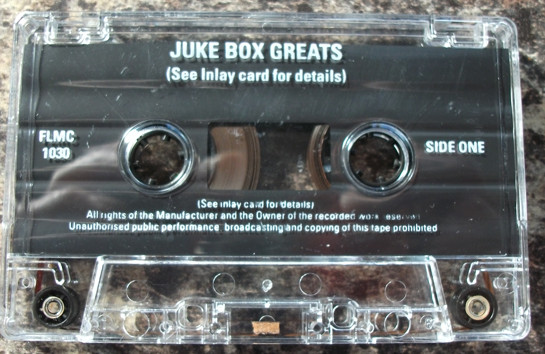 JUKE BOX GREATS
(See Inlay card for details)
FLMC
1030
SIDE ONE
(See inlay card for details)
All rights of the Manufacturer and the Owner of the recorded work reserved
Unauthorised public performance broadcasting and copying of this tape prohibited